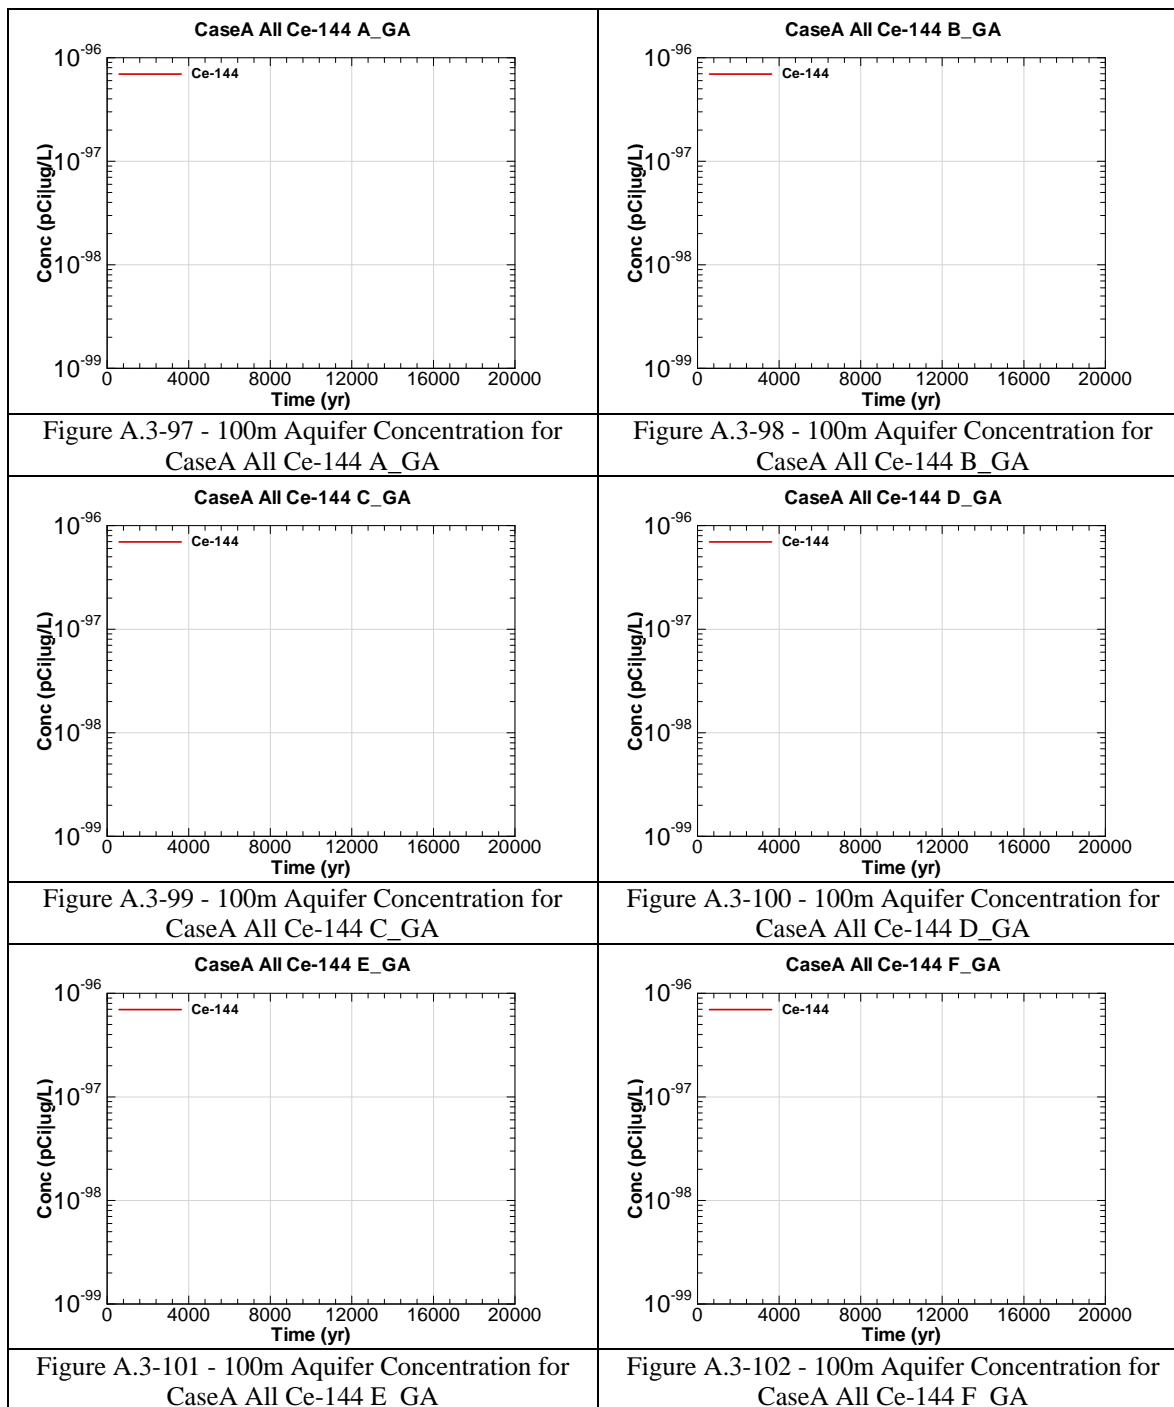 CaseA All Ce-144 A_GA
10-96
Ce-144
10-97
Conc (pCi|ug/L)
10-98
10-99
0 4000 8000 12000 16000 20000
Time (yr)
Figure A.3-97 - 100m Aquifer Concentration for
CaseA All Ce-144 A_GA
CaseA All Ce-144 B_GA
10-96
Ce-144
10-97
Conc (pCi|ug/L)
10-98
10-99
0 4000 8000 12000 16000 20000
Time (yr)
Figure A.3-98 - 100m Aquifer Concentration for
CaseA All Ce-144 B_GA
CaseA All Ce-144 C_GA
10-96
Ce-144
10-97
Conc (pCi|ug/L)
10-98
10-99
0 4000 8000 12000 16000 20000
Time (yr)
Figure A.3-99 - 100m Aquifer Concentration for
CaseA All Ce-144 C_GA
CaseA All Ce-144 D_GA
10-96
Ce-144
10-97
Conc (pCi|ug/L)
10-98
10-99
0 4000 8000 12000 16000 20000
Time (yr)
Figure A.3-100 - 100m Aquifer Concentration for
CaseA All Ce-144 D_GA
CaseA All Ce-144 E_GA
10-96
Ce-144
10-97
Conc (pCi|ug/L)
10-98
10-99
0 4000 8000 12000 16000 20000
Time (yr)
Figure A.3-101 - 100m Aquifer Concentration for
CaseA All Ce-144 E_GA
CaseA All Ce-144 F_GA
10-96
Ce-144
10-97
Conc (pCi|ug/L)
10-98
10-99
0 4000 8000 12000 16000 20000
Time (yr)
Figure A.3-102 - 100m Aquifer Concentration for
CaseA All Ce-144 F_GA